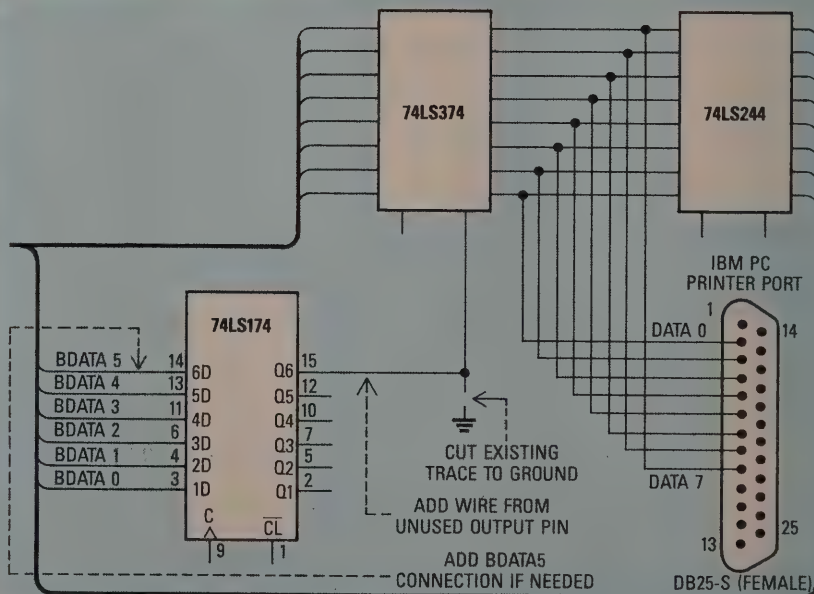 74LS374
74LS244
IBM PC
PRINTER PORT
1
14
DATA 0
DATA 7
13
25
DB25-S (FEMALE)
74LS174
BDATA 5 14 6D Q6 15
BDATA 4 13 5D Q5 12
BDATA 3 11 4D Q4 10
BDATA 2 6 3D Q3 7
BDATA 1 4 2D Q2 5
BDATA 0 3 1D Q1 2
C CL
9 1
CUT EXISTING
TRACE TO GROUND
ADD WIRE FROM
UNUSED OUTPUT PIN
ADD BDATA5
CONNECTION IF NEEDED